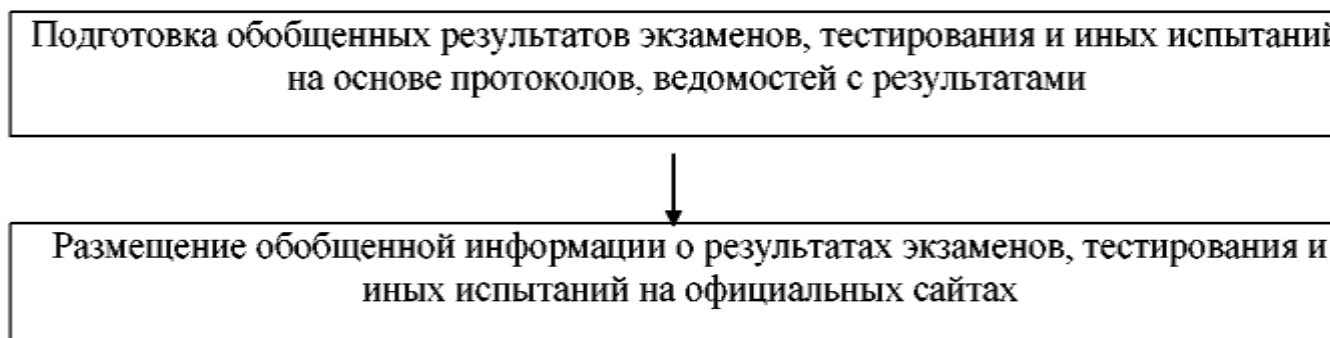 Подготовка обобщенных результатов экзаменов, тестирования и иных испытаний
на основе протоколов, ведомостей с результатами
Размещение обобщенной информации о результатах экзаменов, тестирования и
иных испытаний на официальных сайтах